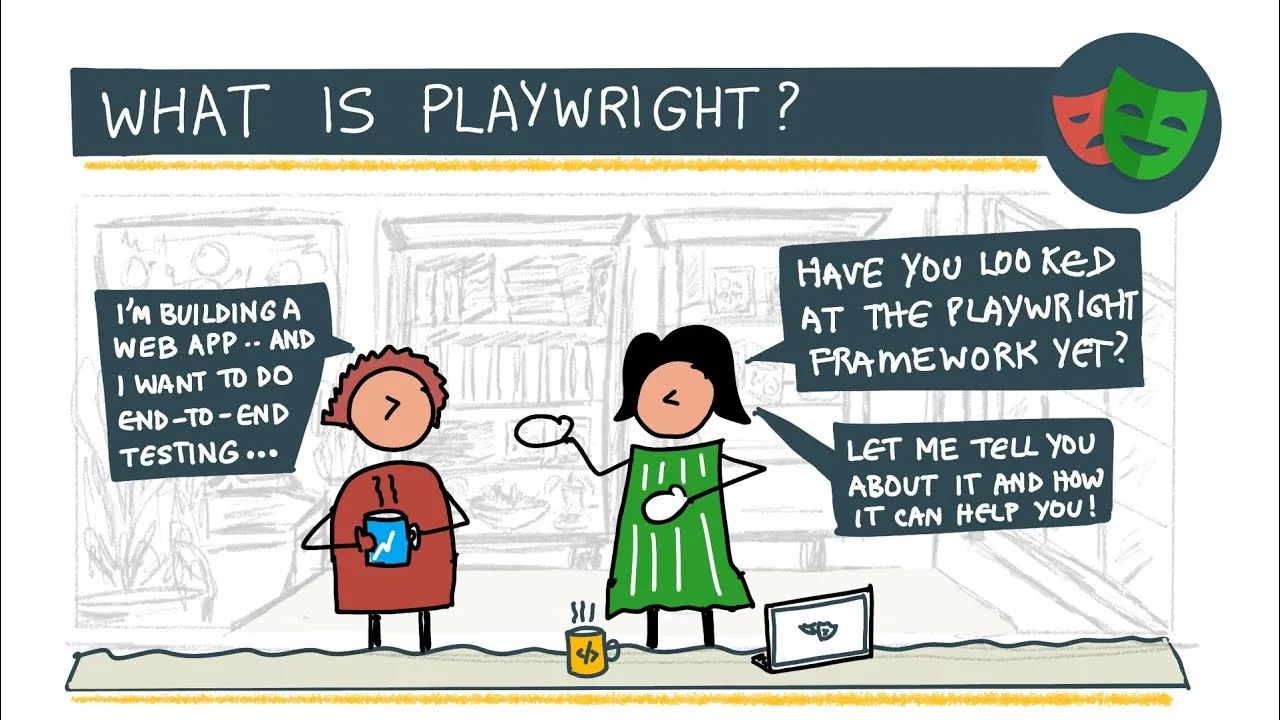 WHAT IS PLAYWRIGHT?
I'M BUILDING A
WEB APP.. AND
I WANT TO DO
END-TO-END
TESTING...
HAVE YOU LOOKED
AT THE PLAYWRIGHT
FRAMEWORK YET?
LET ME TELL YOU
ABOUT IT AND HOW
IT CAN HELP YOU!
</>